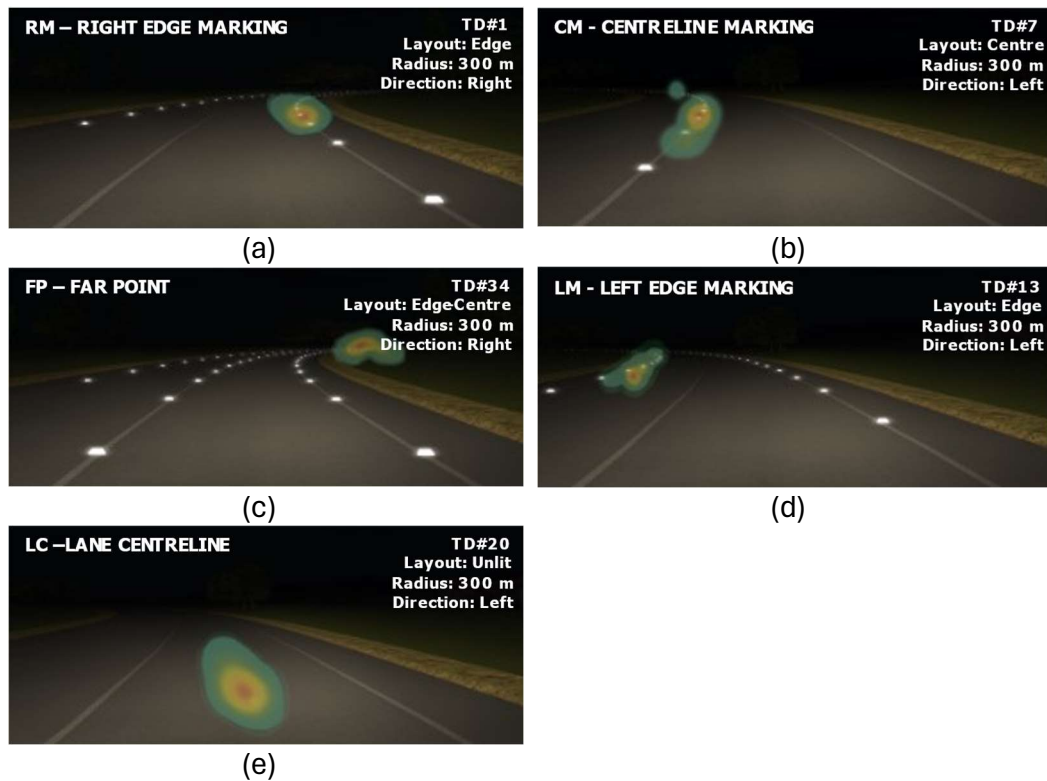 RM – RIGHT EDGE MARKING
TD#1
Layout: Edge
Radius: 300 m
Direction: Right
(a)
CM - CENTRELINE MARKING
TD#7
Layout: Centre
Radius: 300 m
Direction: Left
(b)
FP – FAR POINT
TD#34
Layout: Edge-Centre
Radius: 300 m
Direction: Right
(c)
LM - LEFT EDGE MARKING
TD#13
Layout: Edge
Radius: 300 m
Direction: Left
(d)
LC –LANE CENTRELINE
TD#20
Layout: Unlit
Radius: 300 m
Direction: Left
(e)